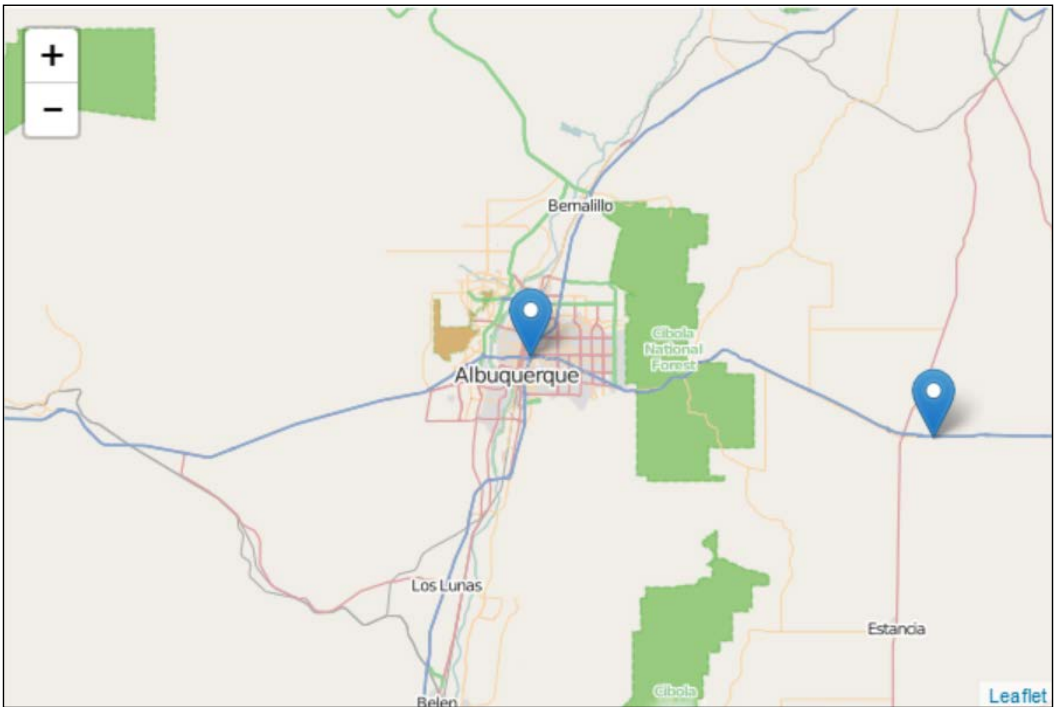 +
−
Bernalillo
Cibola
National
Forest
Albuquerque
Los Lunas
Estancia
Cibola
Belen
Leaflet